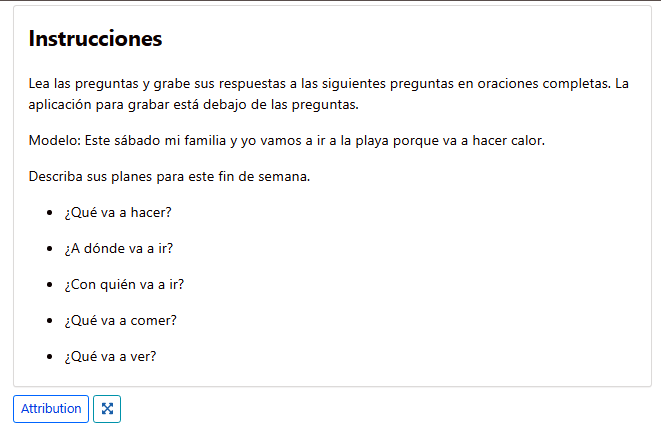 Instrucciones
Lea las preguntas y grabe sus respuestas a las siguientes preguntas en oraciones completas. La
aplicación para grabar está debajo de las preguntas.
Modelo: Este sábado mi familia y yo vamos a ir a la playa porque va a hacer calor.
Describa sus planes para este fin de semana.
• ¿Qué va a hacer?
• ¿A dónde va a ir?
• ¿Con quién va a ir?
• ¿Qué va a comer?
• ¿Qué va a ver?
Attribution